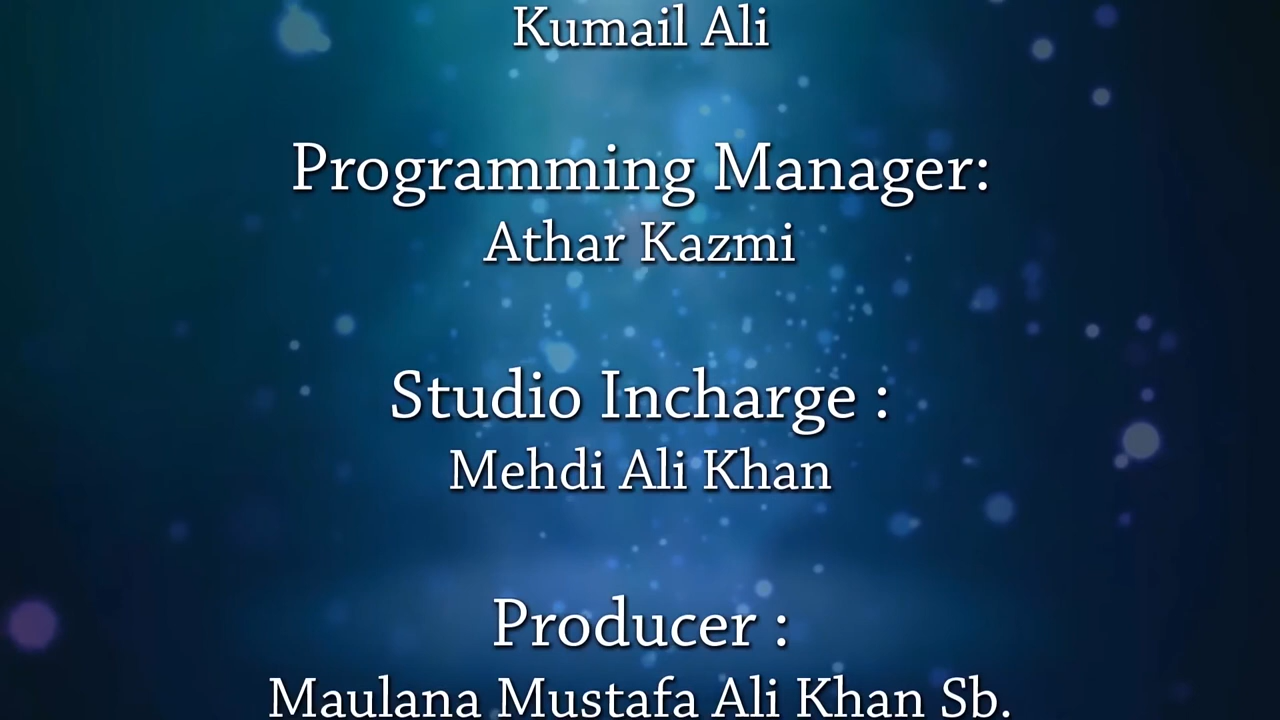 Kumail Ali
Programming Manager:
Athar Kazmi
Studio Incharge :
Mehdi Ali Khan
Producer :
Maulana Mustafa Ali Khan Sb.